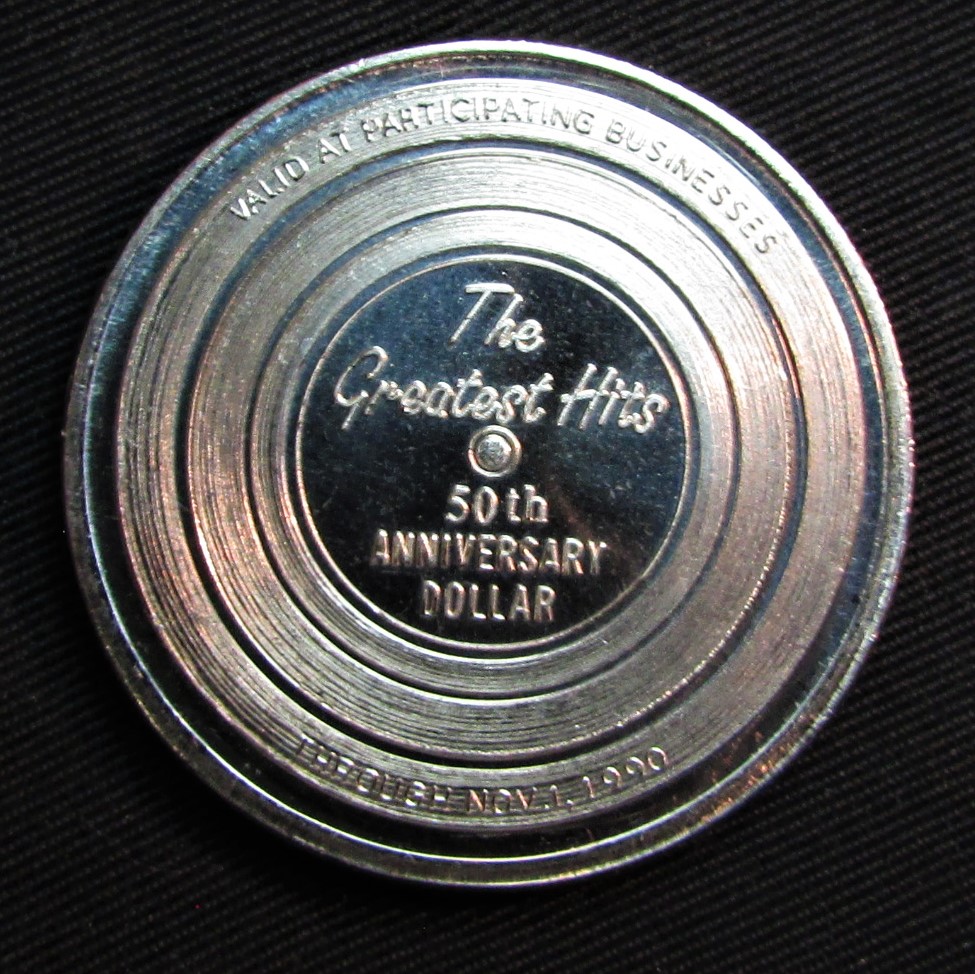 VALID AT PARTICIPATING BUSINESSES
The
Greatest Hits
50th
ANNIVERSARY
DOLLAR
THROUGH NOV.1, 1990